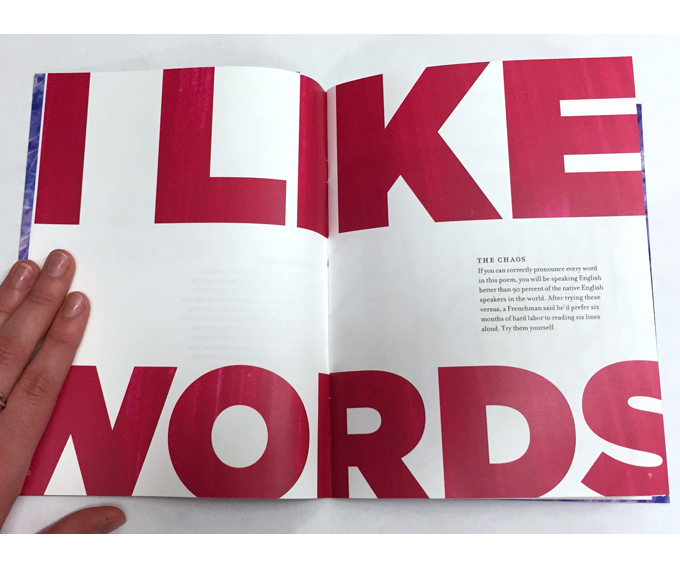 I LIKE
THE CHAOS
If you can correctly pronounce every word
in this poem, you will be speaking English
better than 90 percent of the native English
speakers in the world. After trying these
versus, a Frenchman said he'd prefer six
months of hard labor to reading six lines
aloud. Try them yourself.
WORDS
9